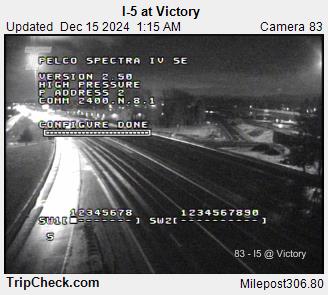 I-5 at Victory
Updated Dec 15 2024 1:15 AM Camera 83
PELCO SPECTRA IV SE
VERSION 2.50
HIGH PRESSURE
P ADDRESS 2
COMM 2400.N.8.1
CONFIGURE DONE
12345678 1234567890
SW1[ ------] SW2[----------]
S
83 - I5 @ Victory
TripCheck.com Milepost306.80